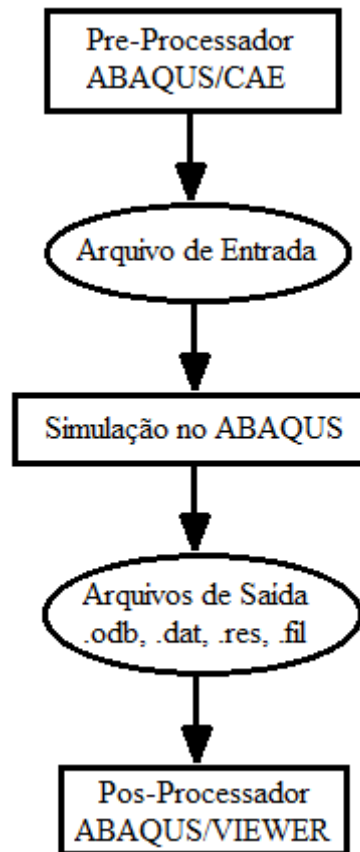 Pre-Processador
ABAQUS/CAE
Arquivo de Entrada
Simulação no ABAQUS
Arquivos de Saída
.odb, .dat, .res, .fil
Pos-Processador
ABAQUS/VIEWER